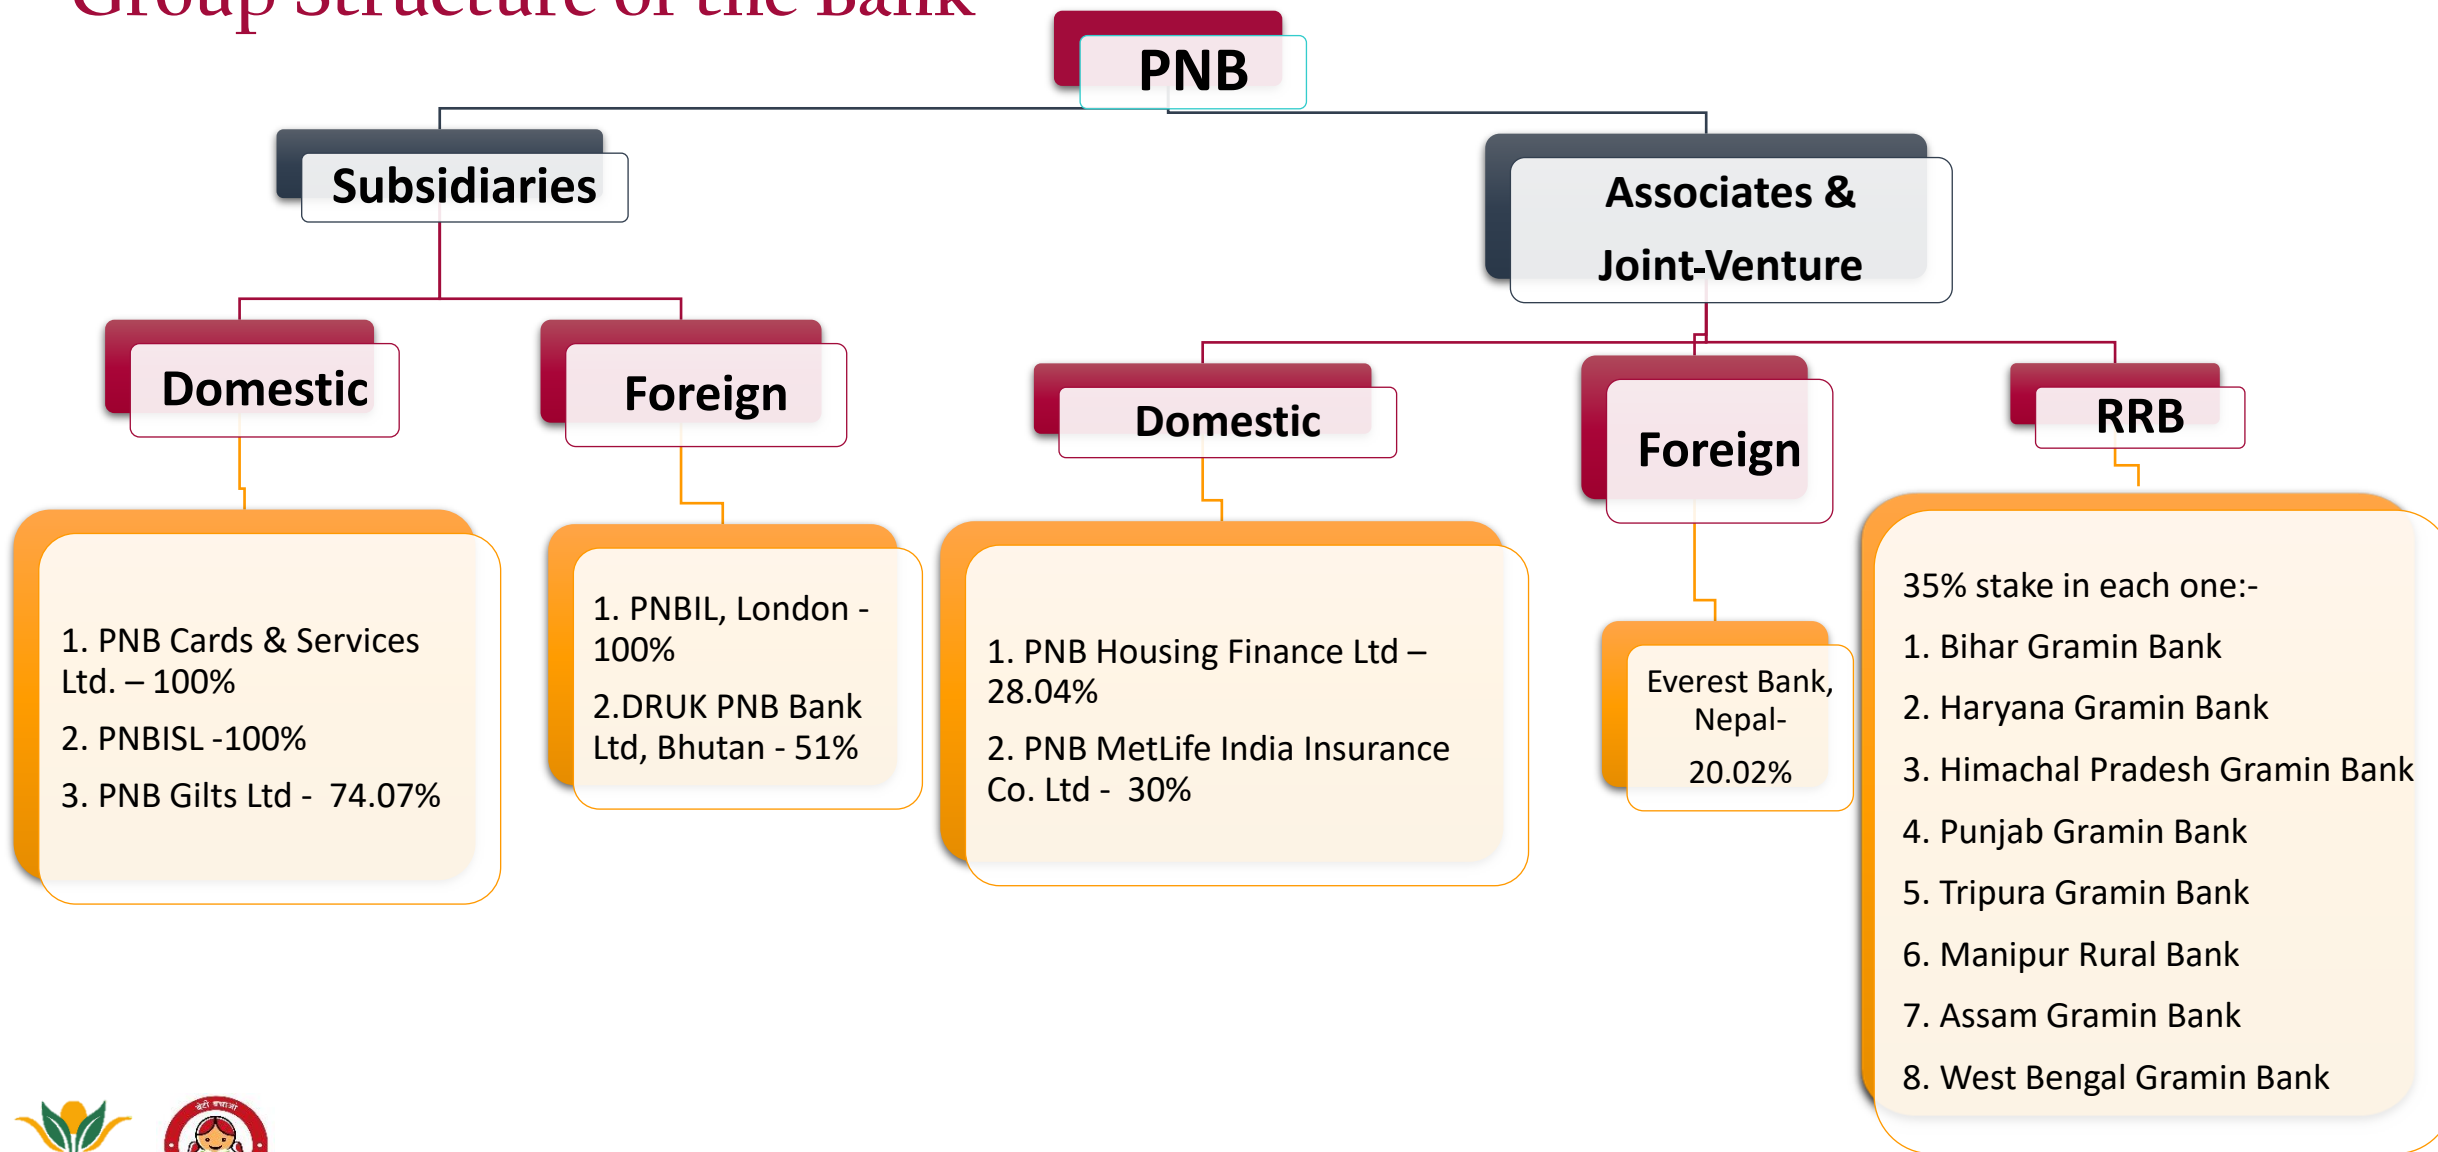 Group Structure of the Bank
PNB
Subsidiaries
Associates &
Joint-Venture
Domestic
Foreign
Domestic
Foreign
RRB
1. PNB Cards & Services
Ltd. – 100%
2. PNBISL -100%
3. PNB Gilts Ltd - 74.07%
1. PNBIL, London -
100%
2.DRUK PNB Bank
Ltd, Bhutan - 51%
1. PNB Housing Finance Ltd –
28.04%
2. PNB MetLife India Insurance
Co. Ltd - 30%
Everest Bank,
Nepal-
20.02%
35% stake in each one:-
1. Bihar Gramin Bank
2. Haryana Gramin Bank
3. Himachal Pradesh Gramin Bank
4. Punjab Gramin Bank
5. Tripura Gramin Bank
6. Manipur Rural Bank
7. Assam Gramin Bank
8. West Bengal Gramin Bank
बेटी बचाओ